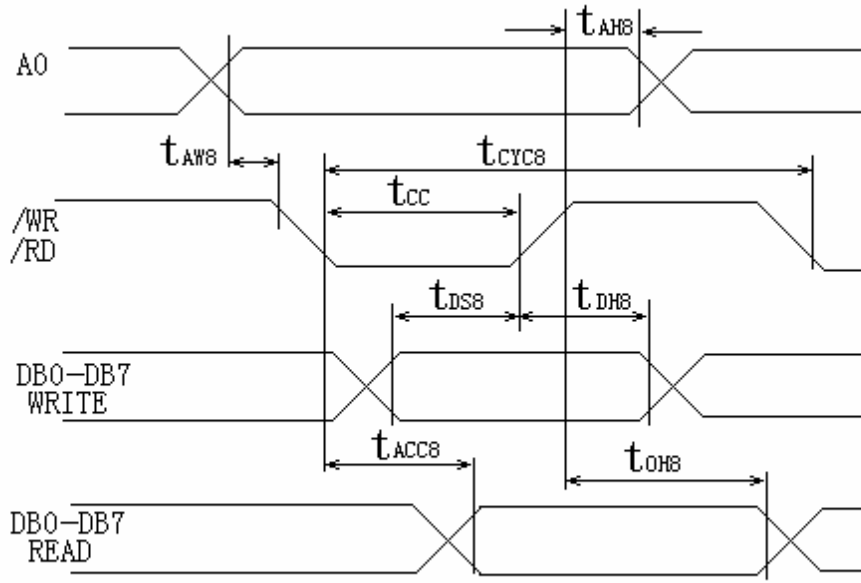 tAH8
A0
tAW8
tCYC8
tCC
/WR
/RD
tDS8
tDH8
DB0-DB7
WRITE
tACC8
tOH8
DB0-DB7
READ